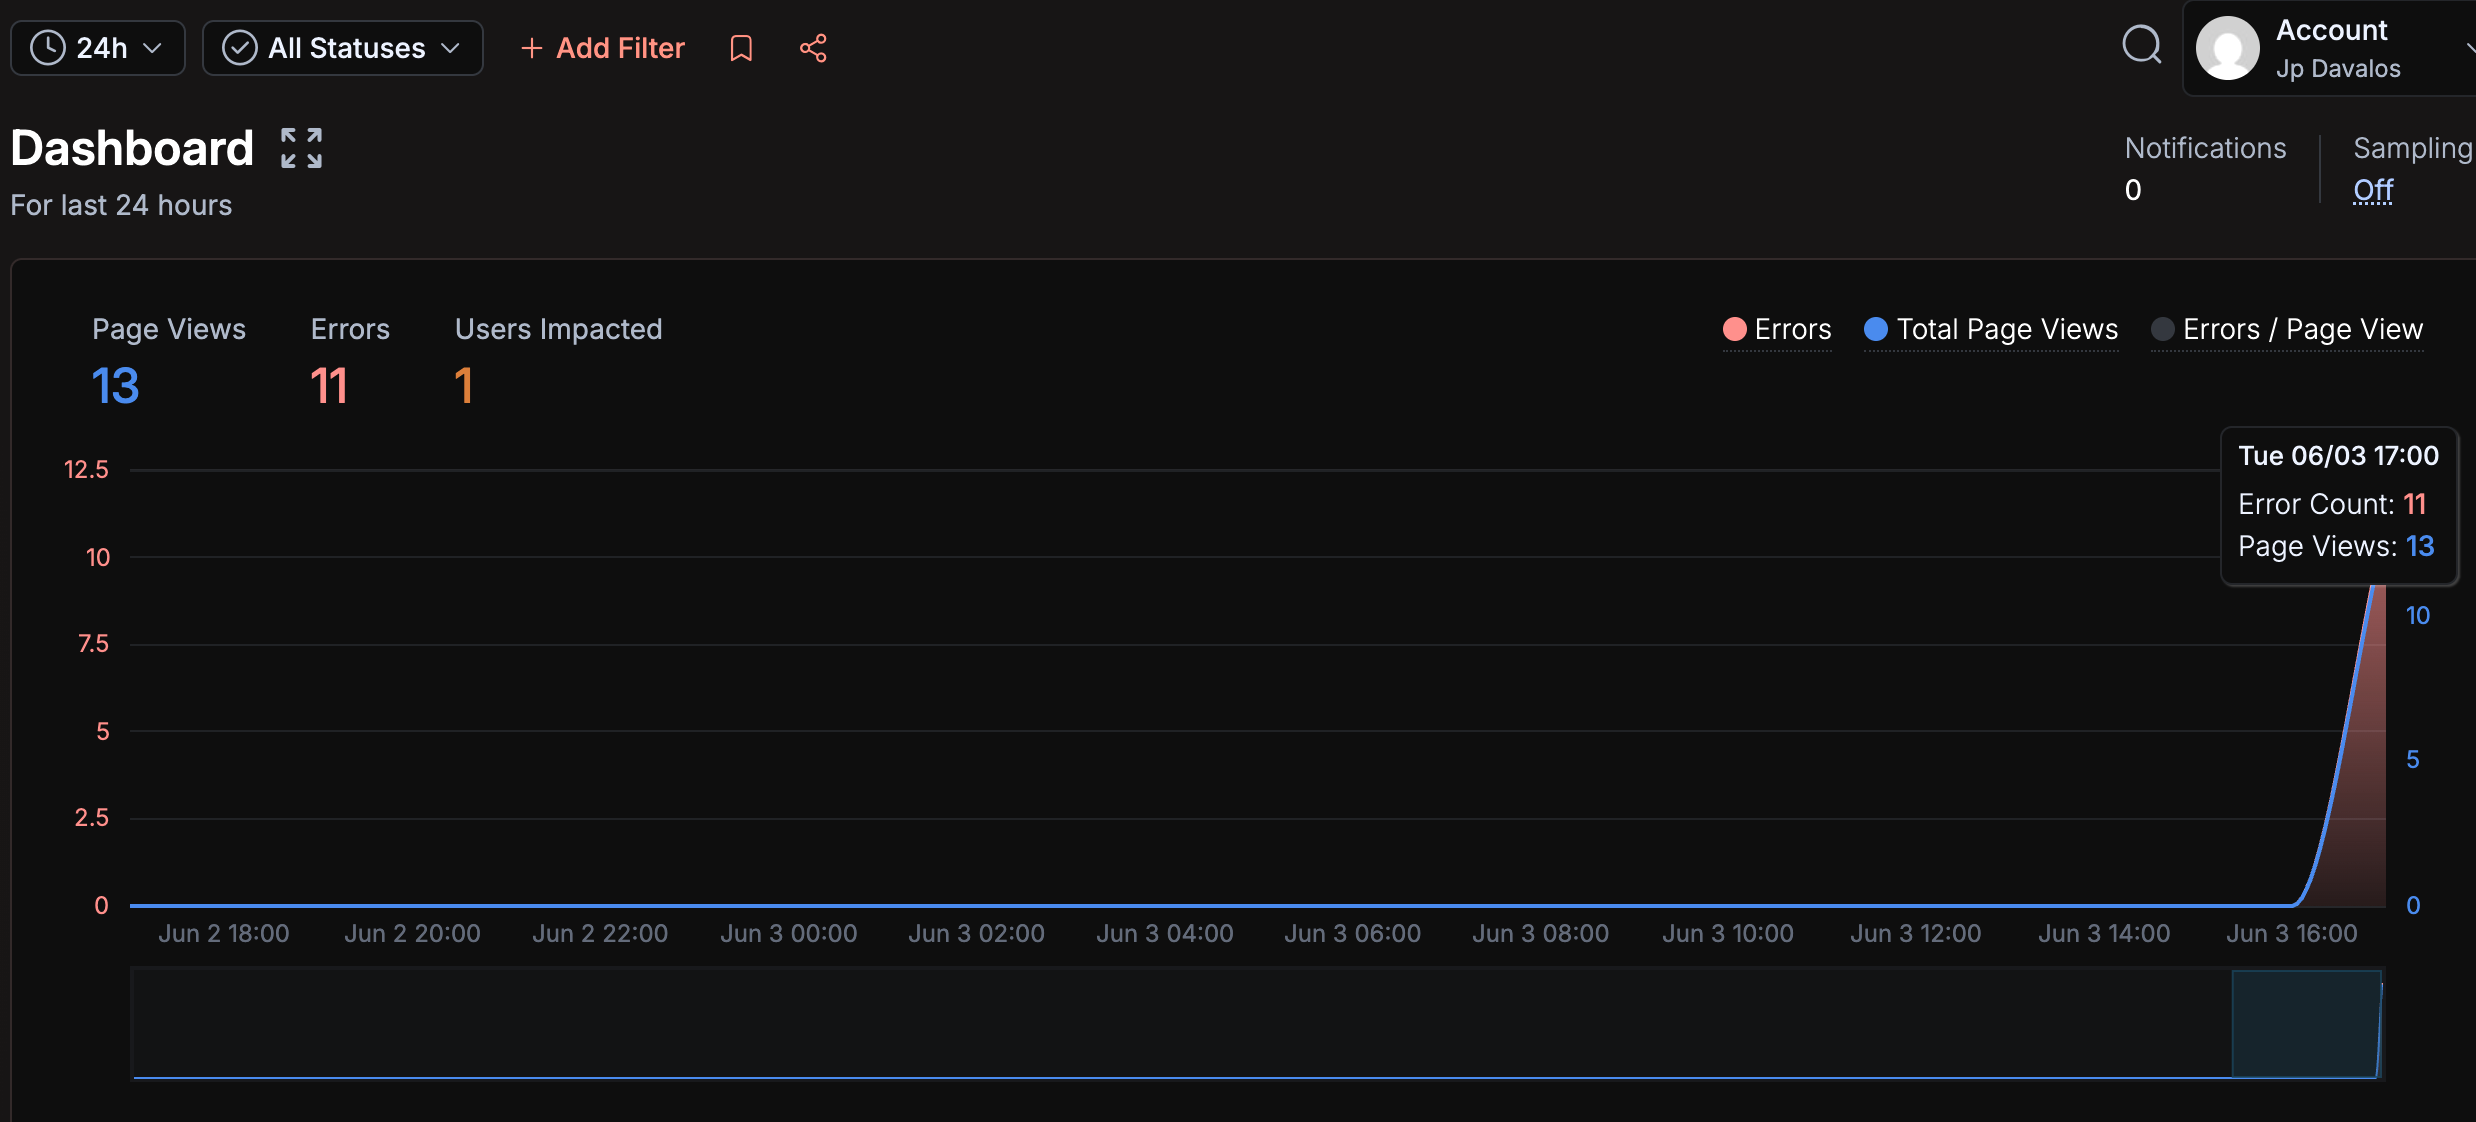 24h
All Statuses
+ Add Filter
Account
Jp Davalos
Dashboard
For last 24 hours
Notifications
0
Sampling
Off
Page Views
13
Errors
11
Users Impacted
1
Errors
Total Page Views
Errors / Page View
Tue 06/03 17:00
Error Count: 11
Page Views: 13
12.5
10
7.5
5
2.5
0
10
5
0
Jun 2 18:00
Jun 2 20:00
Jun 2 22:00
Jun 3 00:00
Jun 3 02:00
Jun 3 04:00
Jun 3 06:00
Jun 3 08:00
Jun 3 10:00
Jun 3 12:00
Jun 3 14:00
Jun 3 16:00